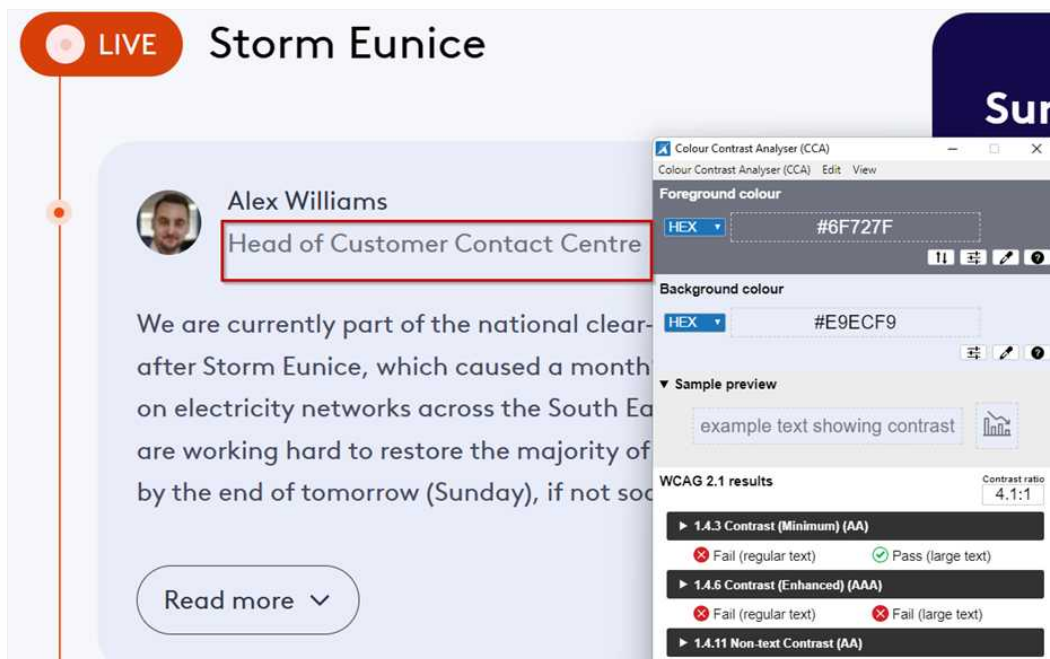 LIVE
Storm Eunice
Sur
Alex Williams
Head of Customer Contact Centre
We are currently part of the national clear-
after Storm Eunice, which caused a month
on electricity networks across the South Ea
are working hard to restore the majority of
by the end of tomorrow (Sunday), if not soo
Read more
Colour Contrast Analyser (CCA)
Colour Contrast Analyser (CCA) Edit View
Foreground colour
HEX #6F727F
Background colour
HEX #E9ECF9
Sample preview
example text showing contrast
WCAG 2.1 results
Contrast ratio
4.1:1
1.4.3 Contrast (Minimum) (AA)
Fail (regular text) Pass (large text)
1.4.6 Contrast (Enhanced) (AAA)
Fail (regular text) Fail (large text)
1.4.11 Non-text Contrast (AA)